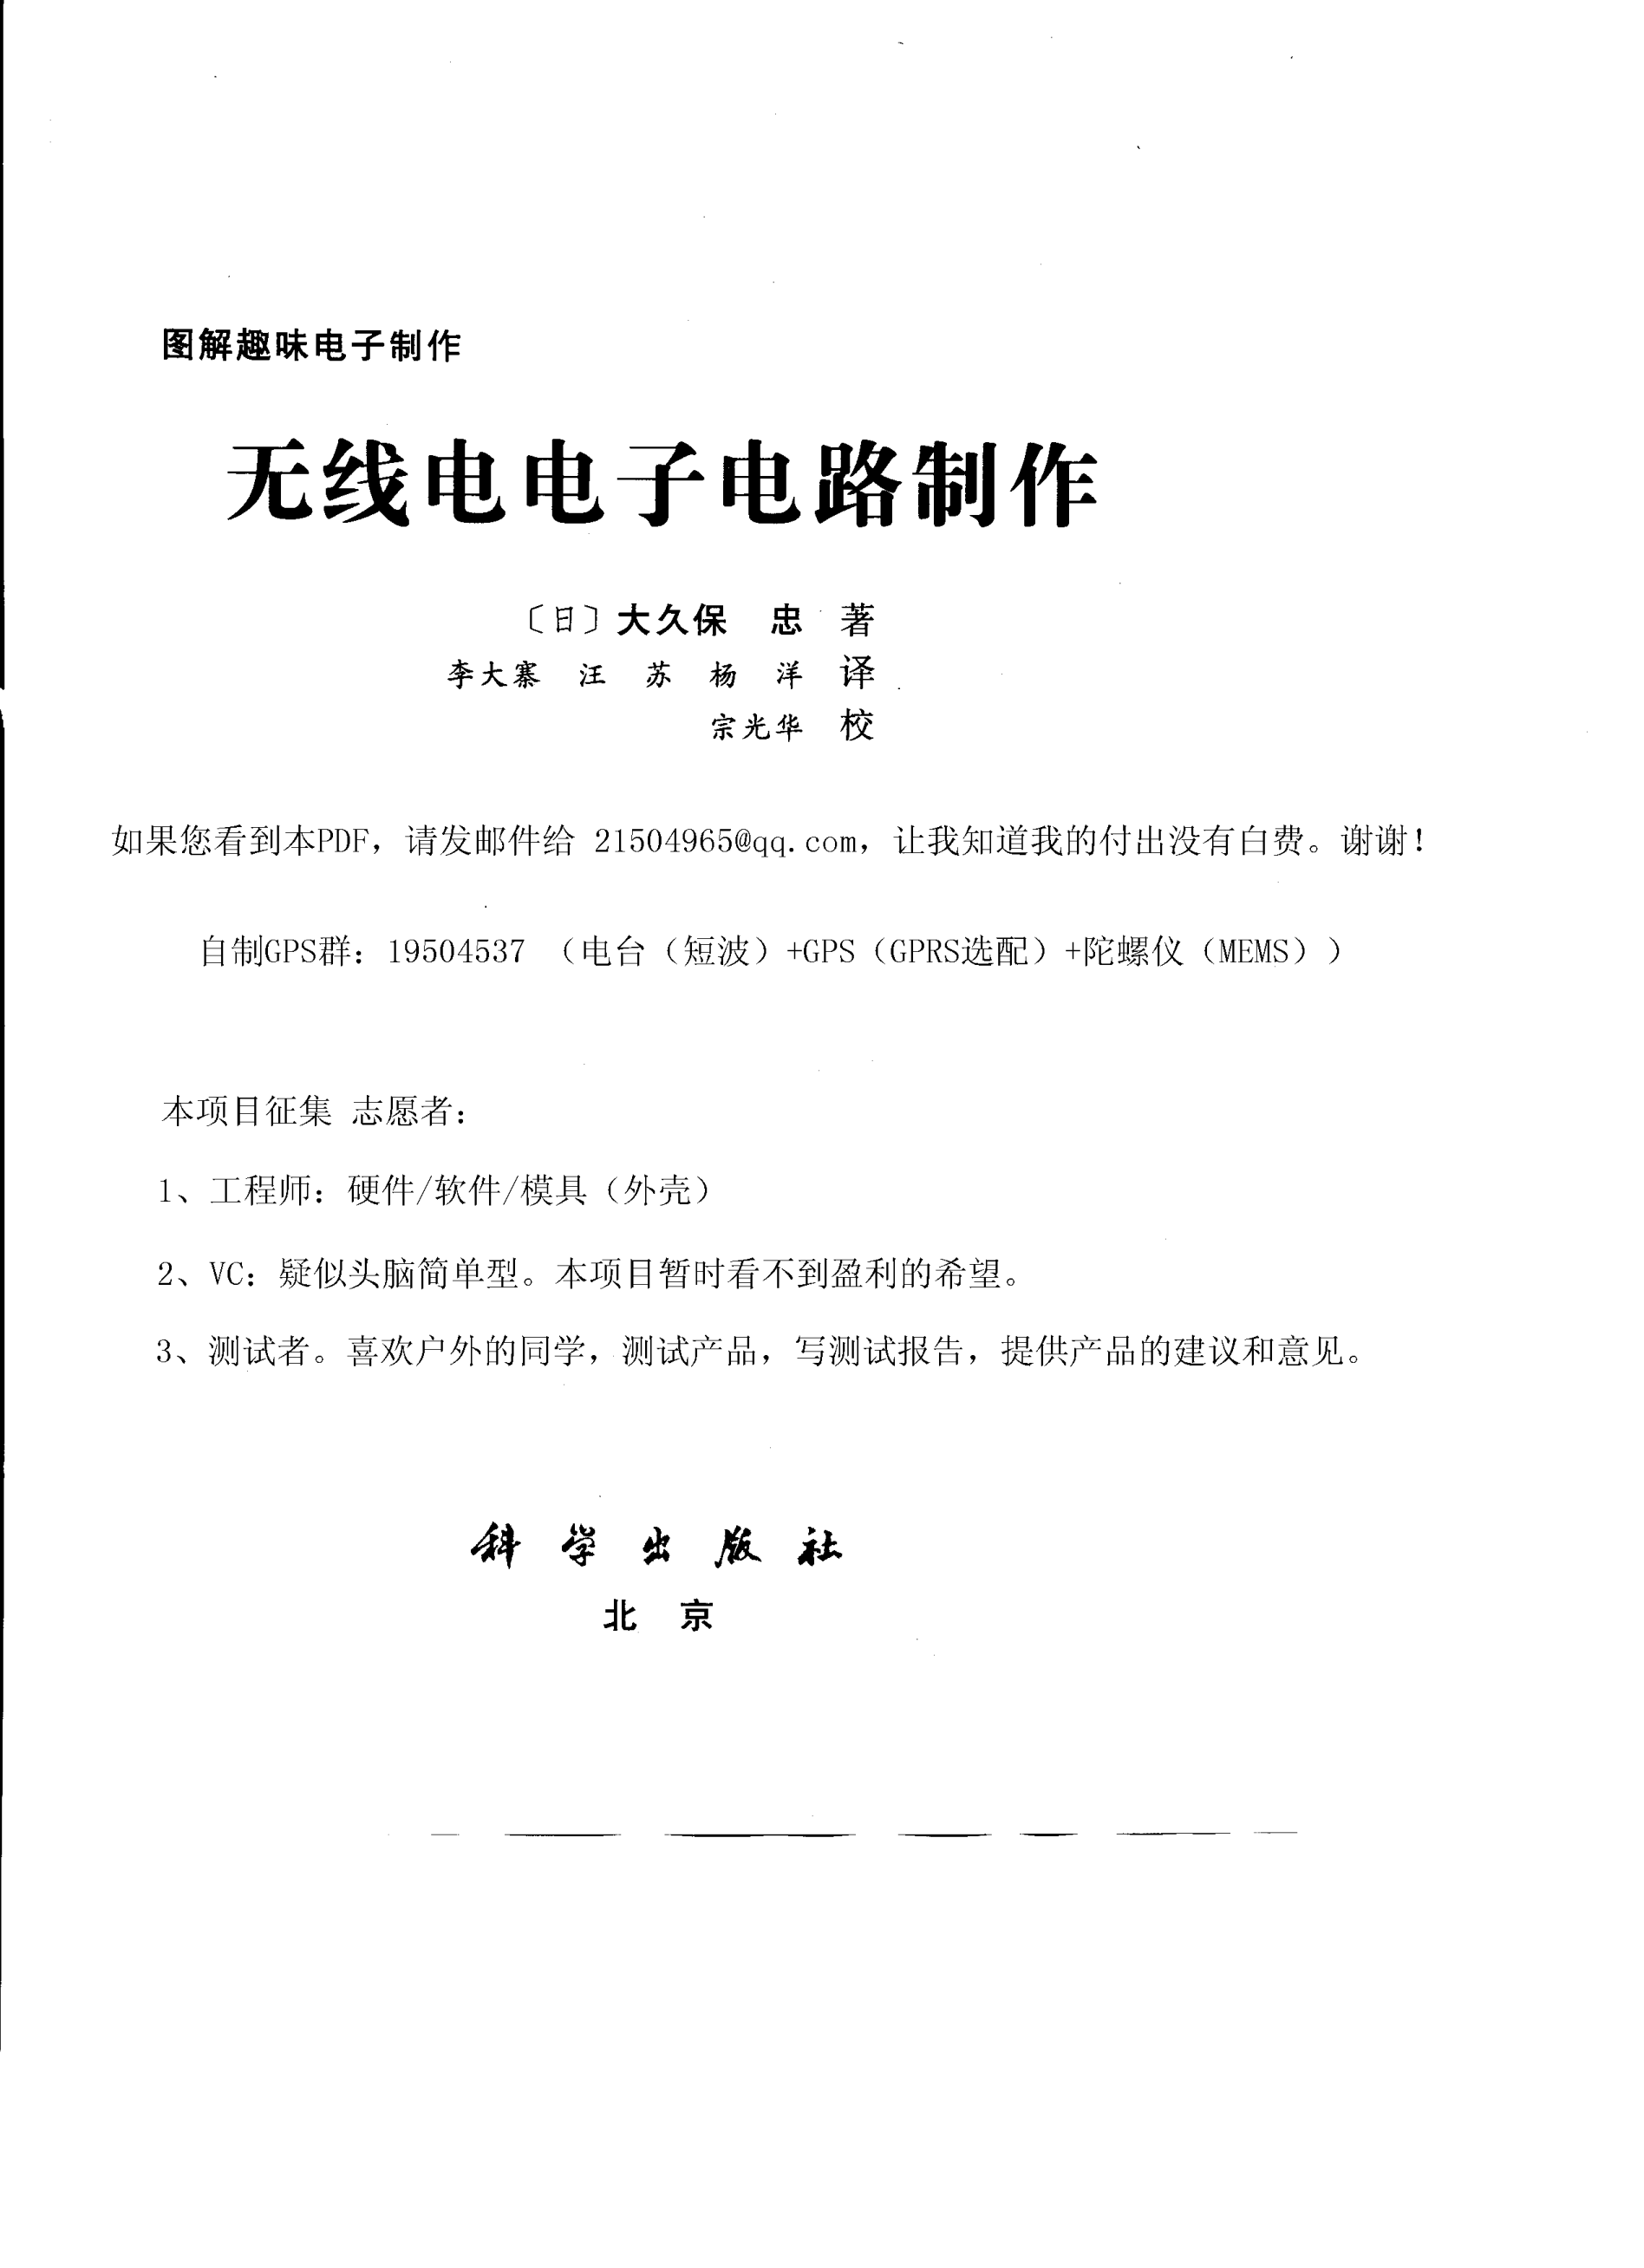 图解趣味电子制作
无线电电子电路制作
〔日〕大久保 忠 著
李大寨 汪 苏 杨 洋 译
宗光华 校
如果您看到本PDF，请发邮件给 21504965@qq.com，让我知道我的付出没有白费。谢谢！
自制GPS群：19504537 （电台（短波）+GPS（GPRS选配）+陀螺仪（MEMS））
本项目征集 志愿者：
1、工程师：硬件/软件/模具（外壳）
2、VC：疑似头脑简单型。本项目暂时看不到盈利的希望。
3、测试者。喜欢户外的同学，测试产品，写测试报告，提供产品的建议和意见。
科学出版社
北 京